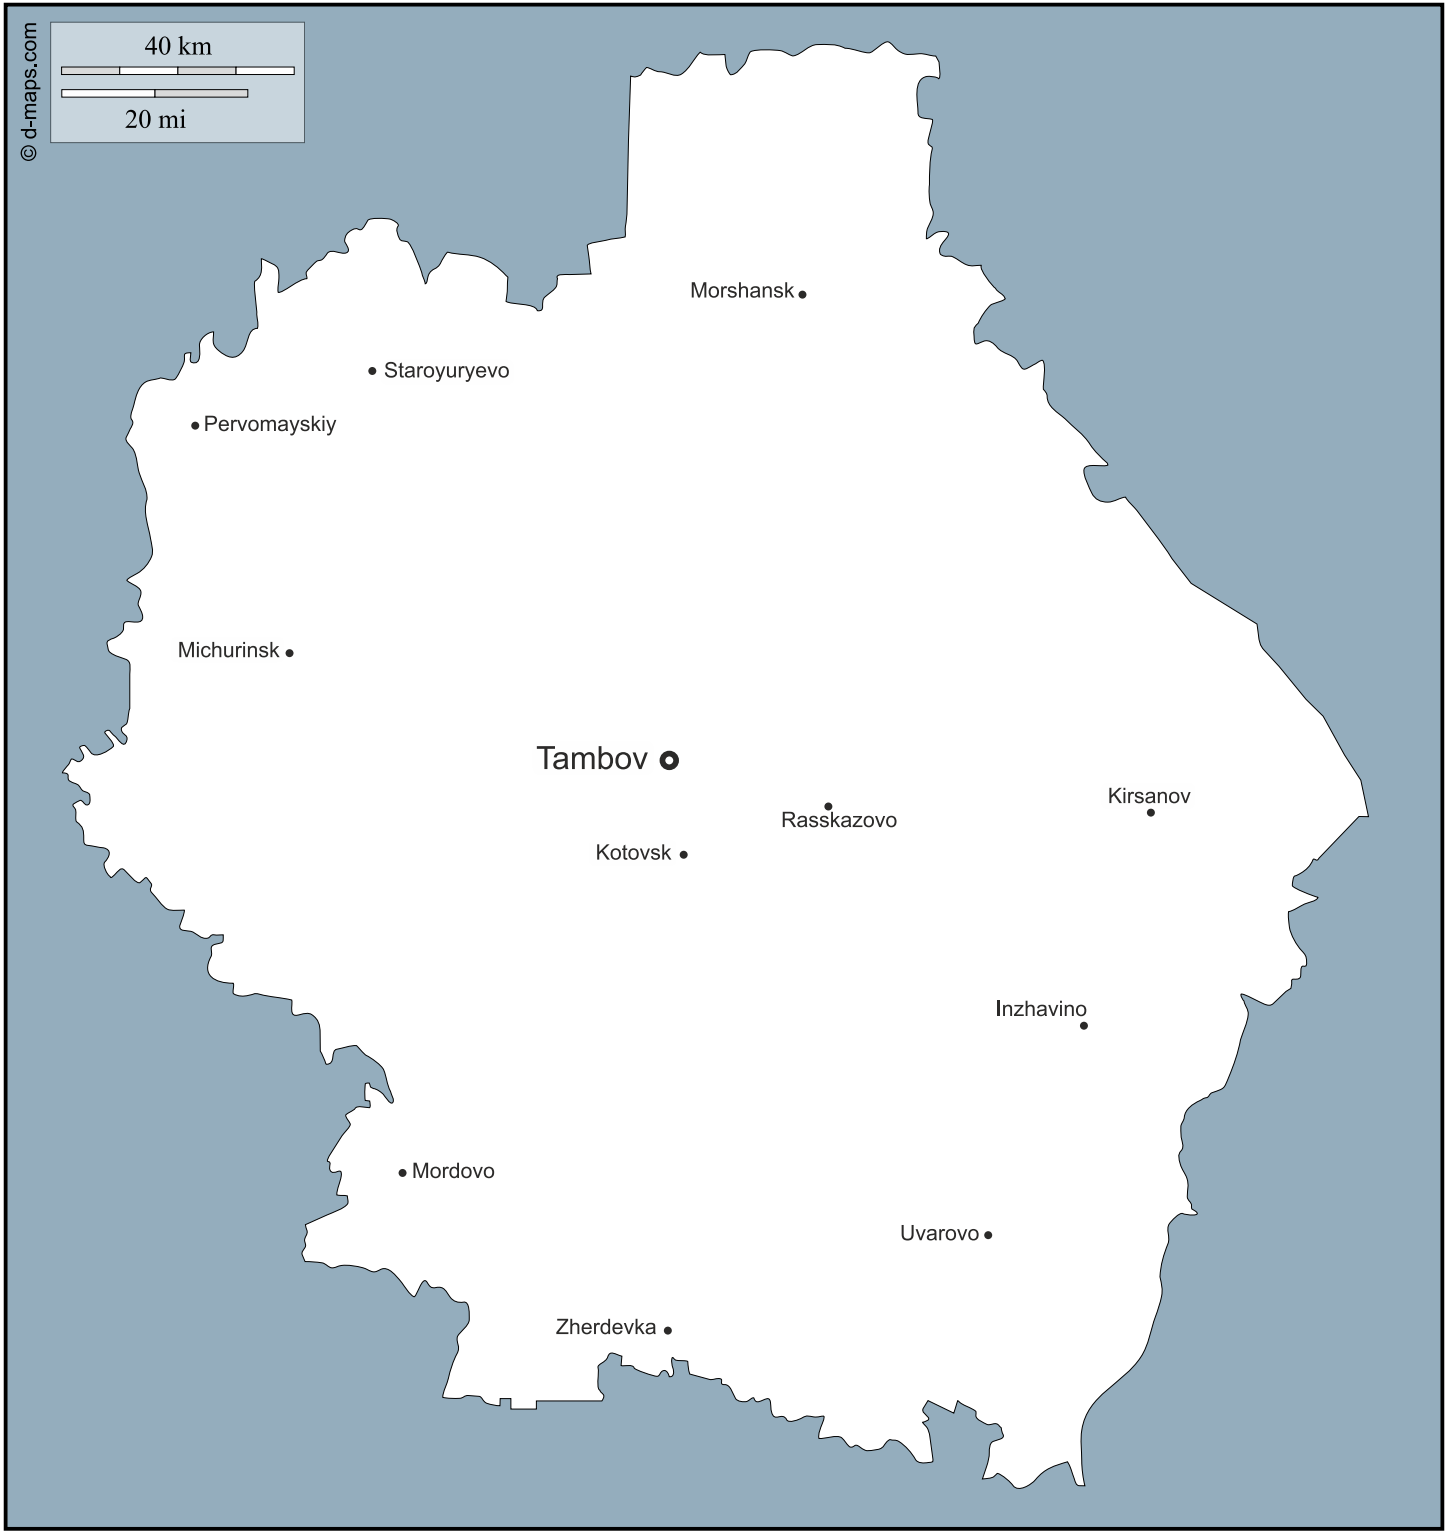 © d-maps.com
40 km
20 mi
Morshansk
Staroyuryevo
Pervomayskiy
Michurinsk
Tambov
Kirsanov
Rasskazovo
Kotovsk
Inzhavino
Mordovo
Uvarovo
Zherdevka